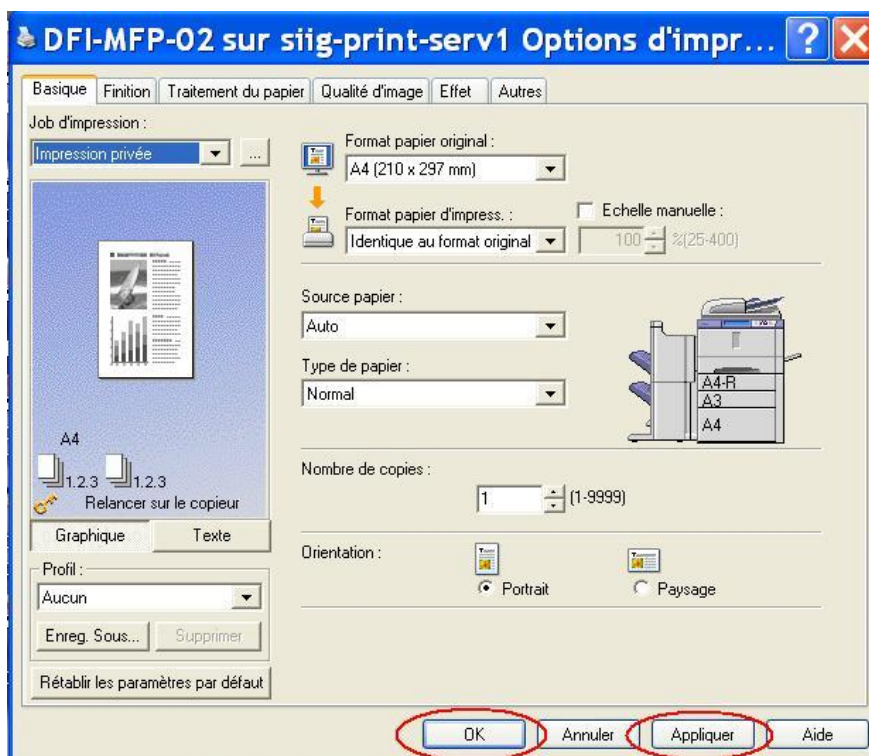 DFI-MFP-02 sur siig-print-serv1 Options d'impr...
Basique Finition Traitement du papier Qualité d'image Effet Autres
Job d'impression :
Impression privée ...
Format papier original :
A4 (210 x 297 mm)
Format papier d'impress. :
Identique au format original
Echelle manuelle :
100 %(25-400)
Source papier :
Auto
Type de papier :
Normal
A4-R
A3
A4
A4
1.2.3 1.2.3
Relancer sur le copieur
Graphique Texte
Nombre de copies :
1 (1-9999)
Orientation :
Portrait Paysage
Profil :
Aucun
Enreg. Sous... Supprimer
Rétablir les paramètres par défaut
OK Annuler Appliquer Aide